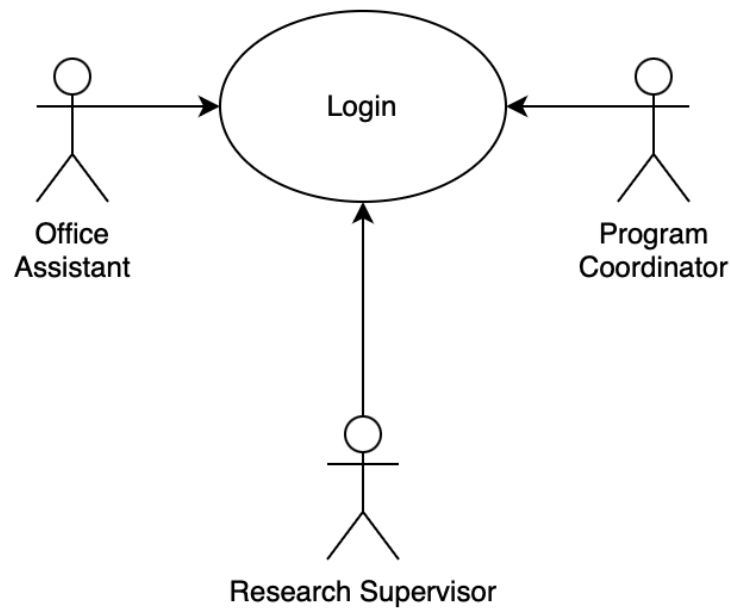 Login
Office
Assistant
Program
Coordinator
Research Supervisor